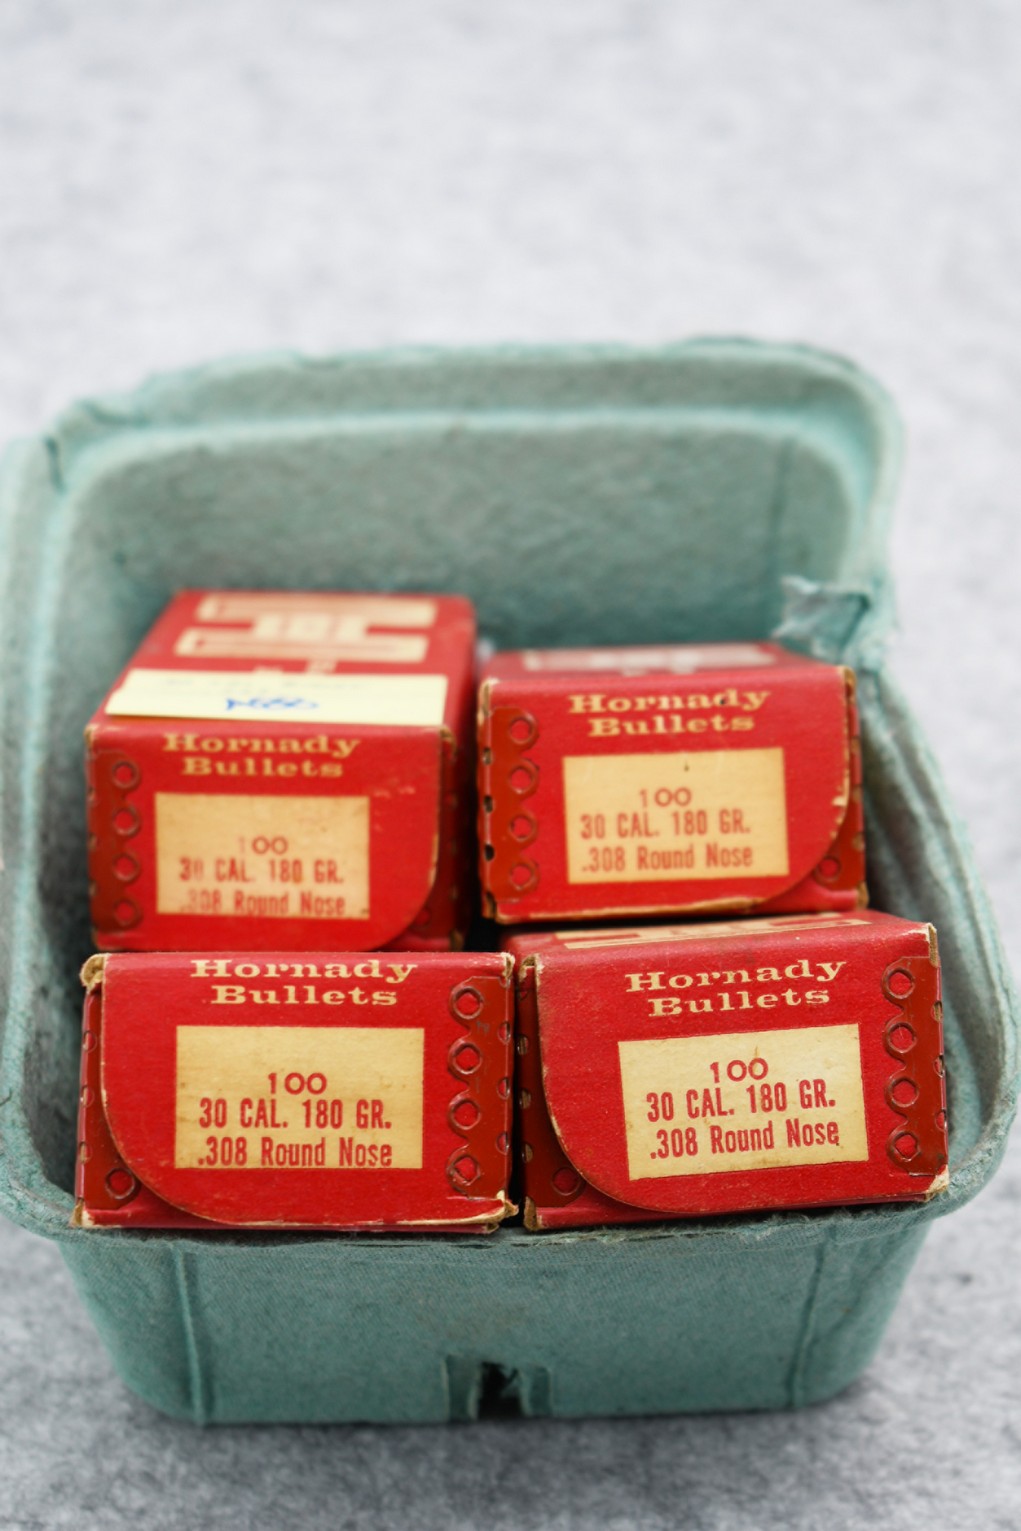 Hornady
Bullets
100
30 CAL. 180 GR.
.308 Round Nose
Hornady
Bullets
100
30 CAL. 180 GR.
.308 Round Nose
Hornady
Bullets
100
30 CAL. 180 GR.
.308 Round Nose
Hornady
Bullets
100
30 CAL. 180 GR.
.308 Round Nose